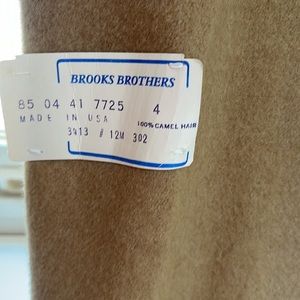 BROOKS BROTHERS
85 04 41 7725 4
MADE IN USA
100% CAMEL HAIR
3413 # 12M 302